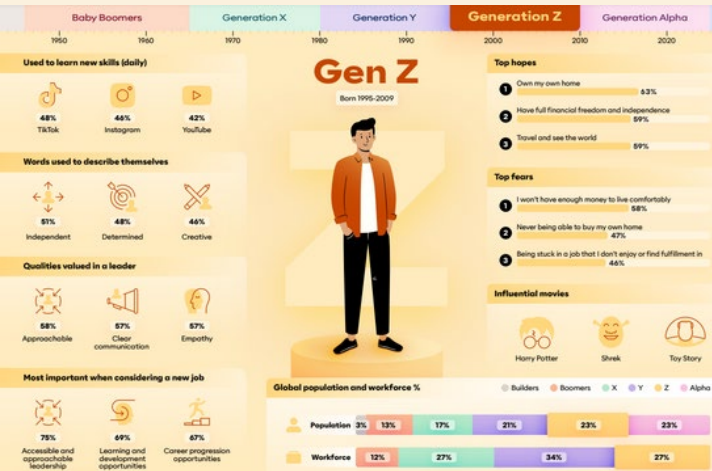 Baby Boomers
Generation X
Generation Y
Generation Z
Generation Alpha
1950
1960
1970
1980
1990
2000
2010
2020
Used to learn new skills (daily)
48%
46%
42%
TikTok
Instagram
YouTube
Words used to describe themselves
51%
48%
46%
Independent
Determined
Creative
Qualities valued in a leader
58%
57%
57%
Approachable
Clear
communication
Empathy
Most important when considering a new job
75%
69%
67%
Accessible and
approachable
leadership
Learning and
development
opportunities
Career progression
opportunities
Gen Z
Born 1995-2009
Top hopes
1 Own my own home
63%
2 Have full financial freedom and independence
59%
3 Travel and see the world
59%
Top fears
1 I won't have enough money to live comfortably
58%
2 Never being able to buy my own home
47%
3 Being stuck in a job that I don't enjoy or find fulfillment in
46%
Influential movies
Harry Potter
Shrek
Toy Story
Global population and workforce %
Builders Boomers X Y Z Alpha
Population 3% 13% 17% 21% 23% 23%
Workforce 12% 27% 34% 27%